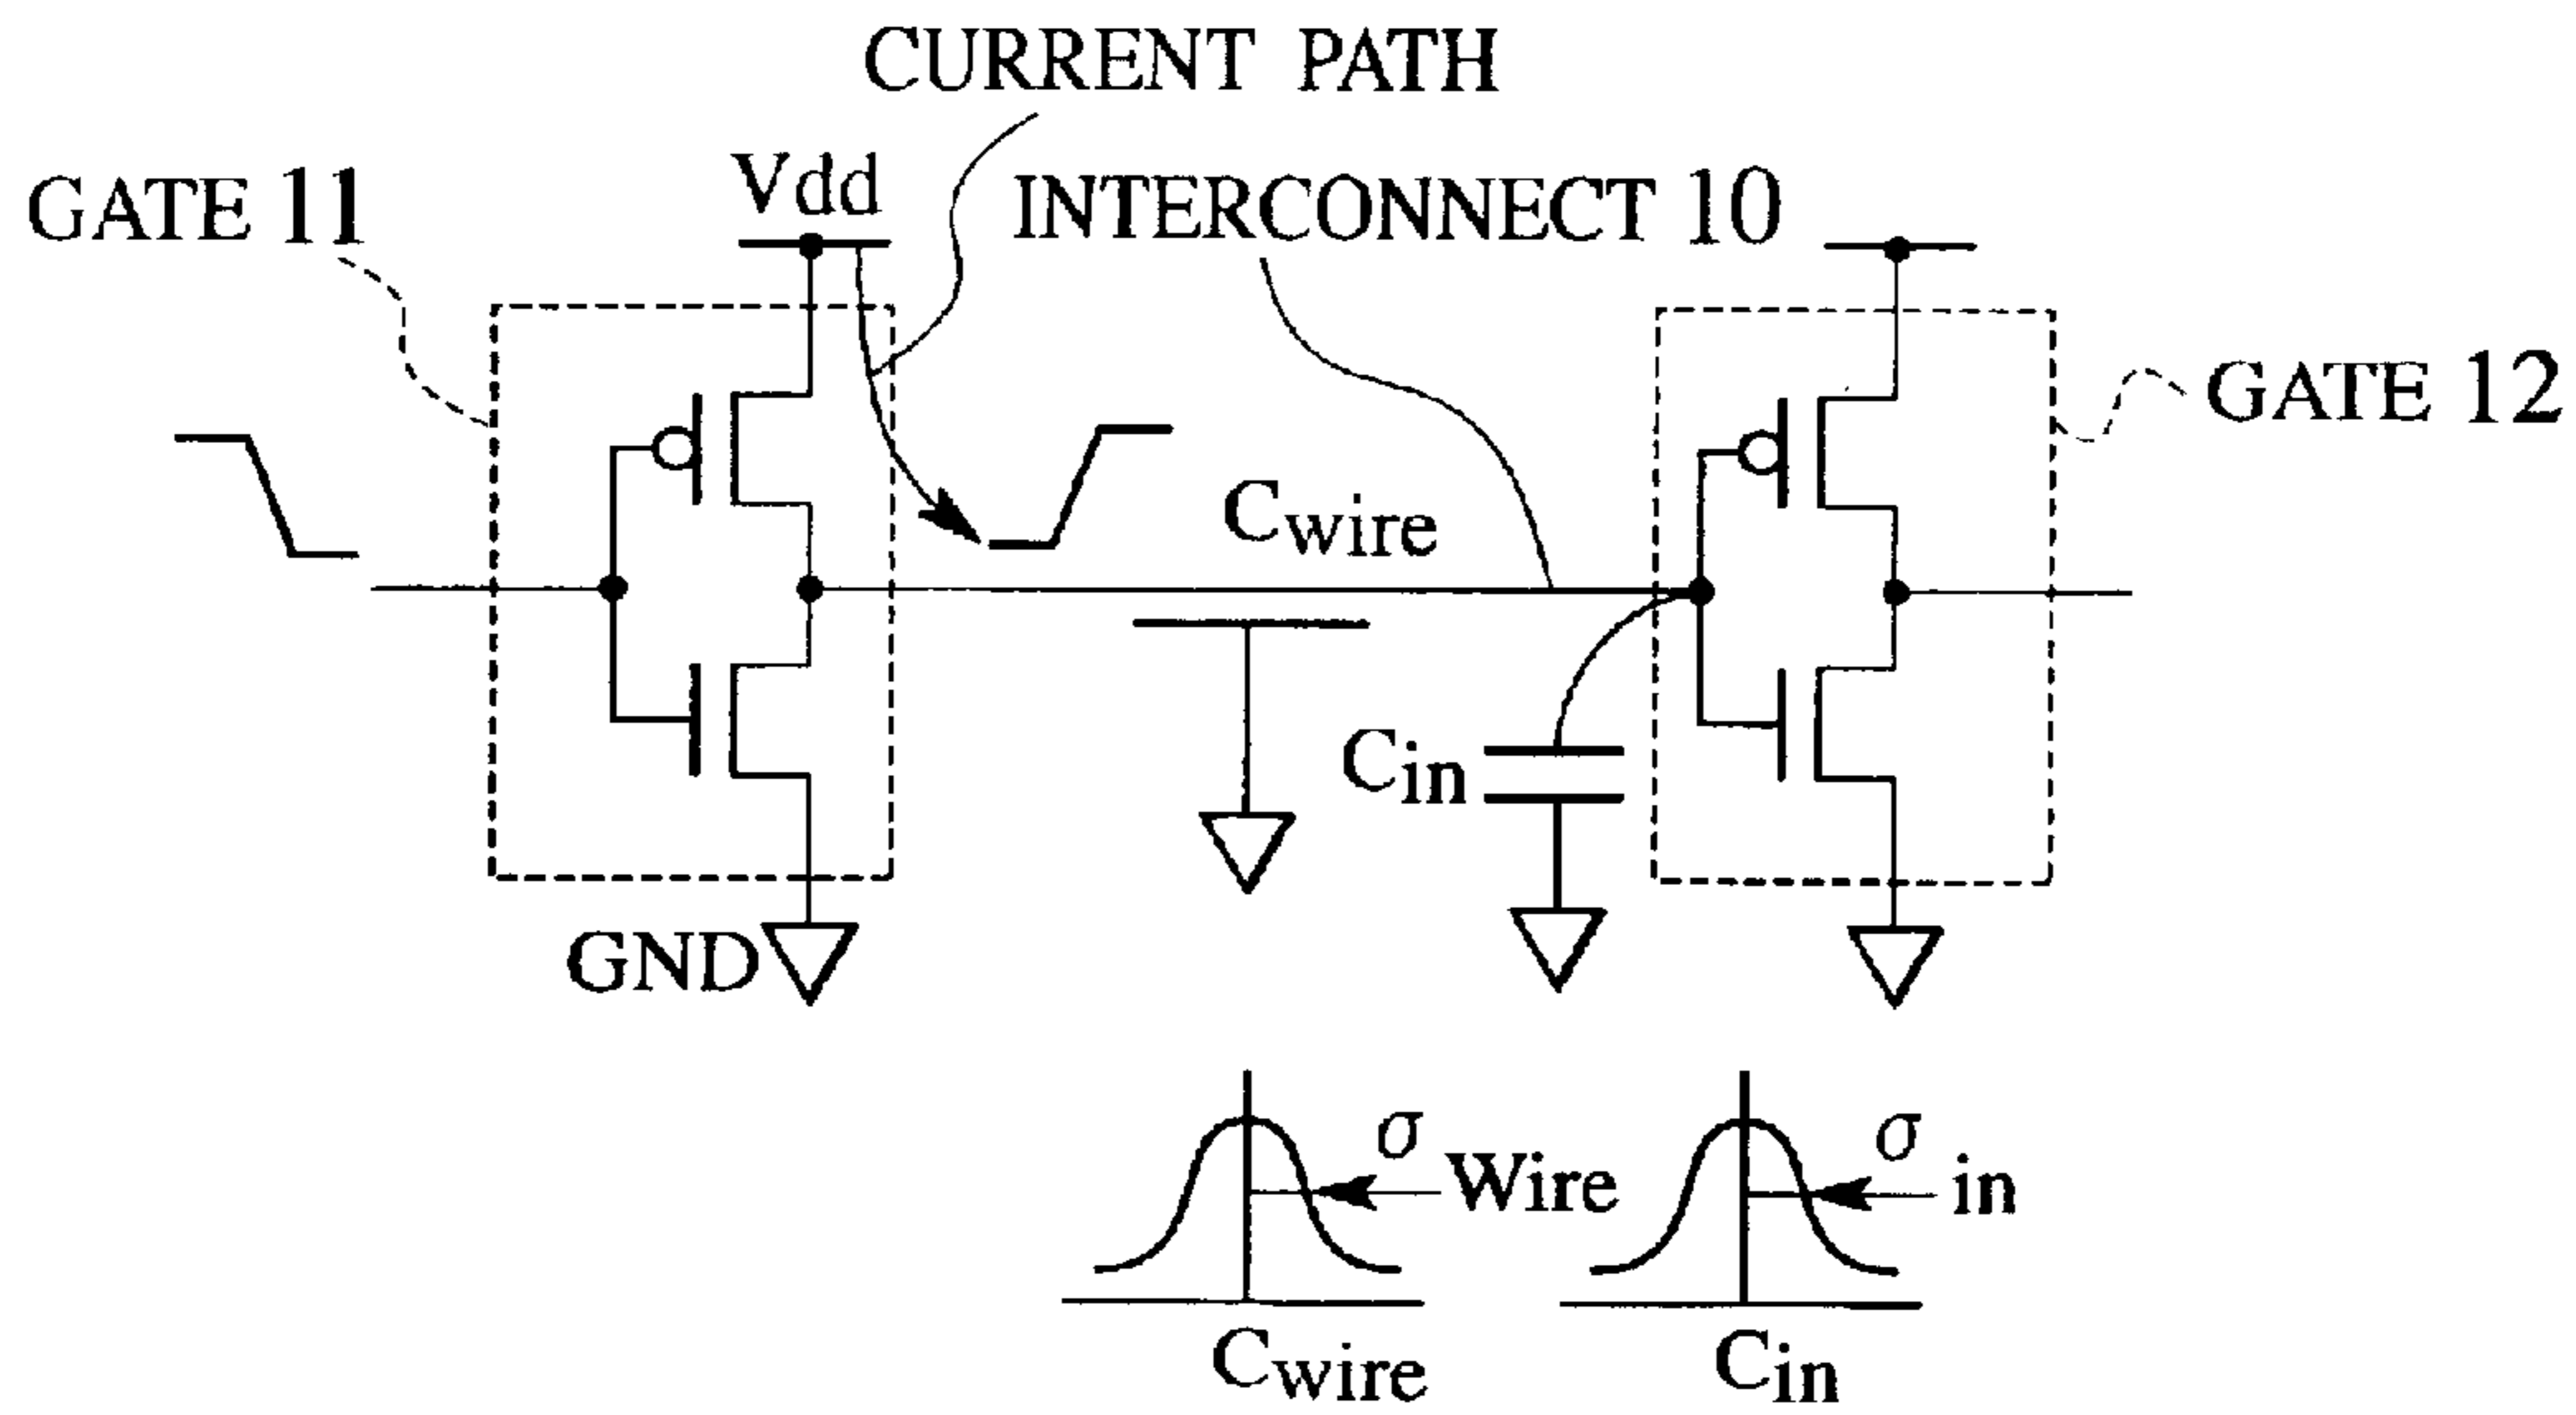 CURRENT PATH
Vdd
GATE 11
INTERCONNECT 10
GATE 12
Cwire
Cin
GND
σ Wire
σ in
Cwire
Cin